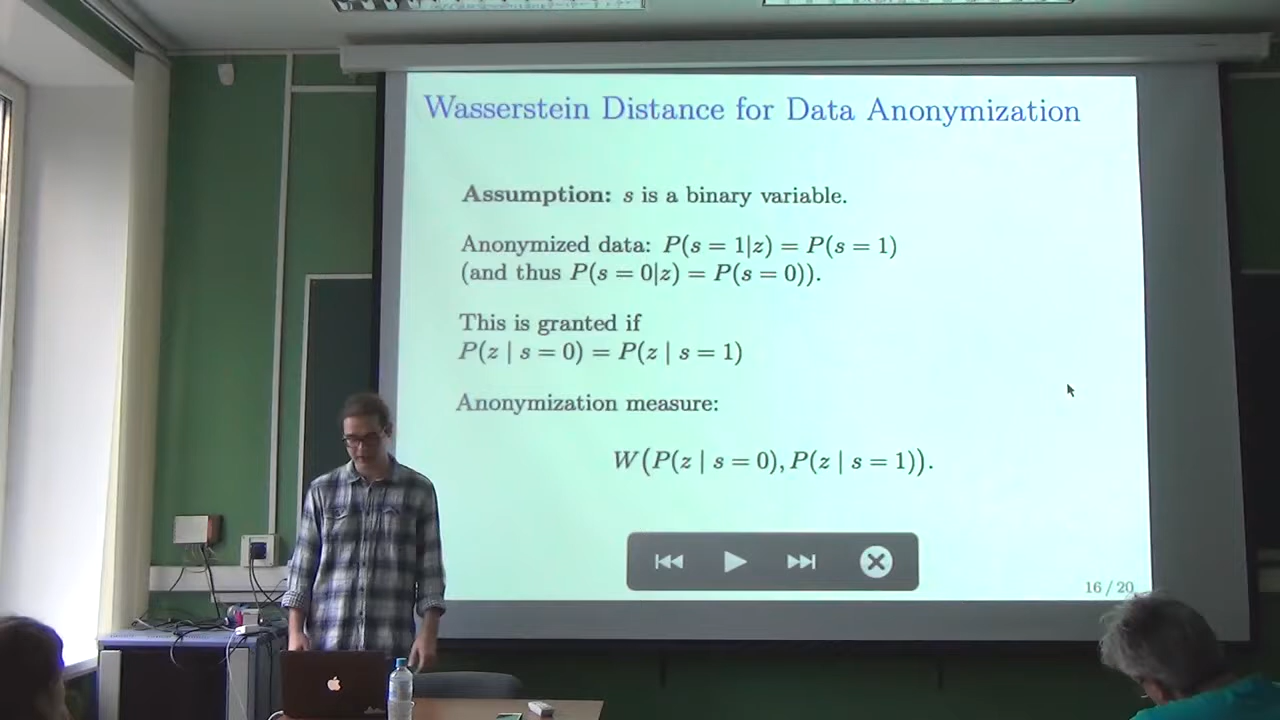 Wasserstein Distance for Data Anonymization
Assumption: s is a binary variable.
Anonymized data: P(s = 1|z) = P(s = 1)
(and thus P(s = 0|z) = P(s = 0)).
This is granted if
P(z | s = 0) = P(z | s = 1)
Anonymization measure:
W(P(z | s = 0), P(z | s = 1)).
16 / 20